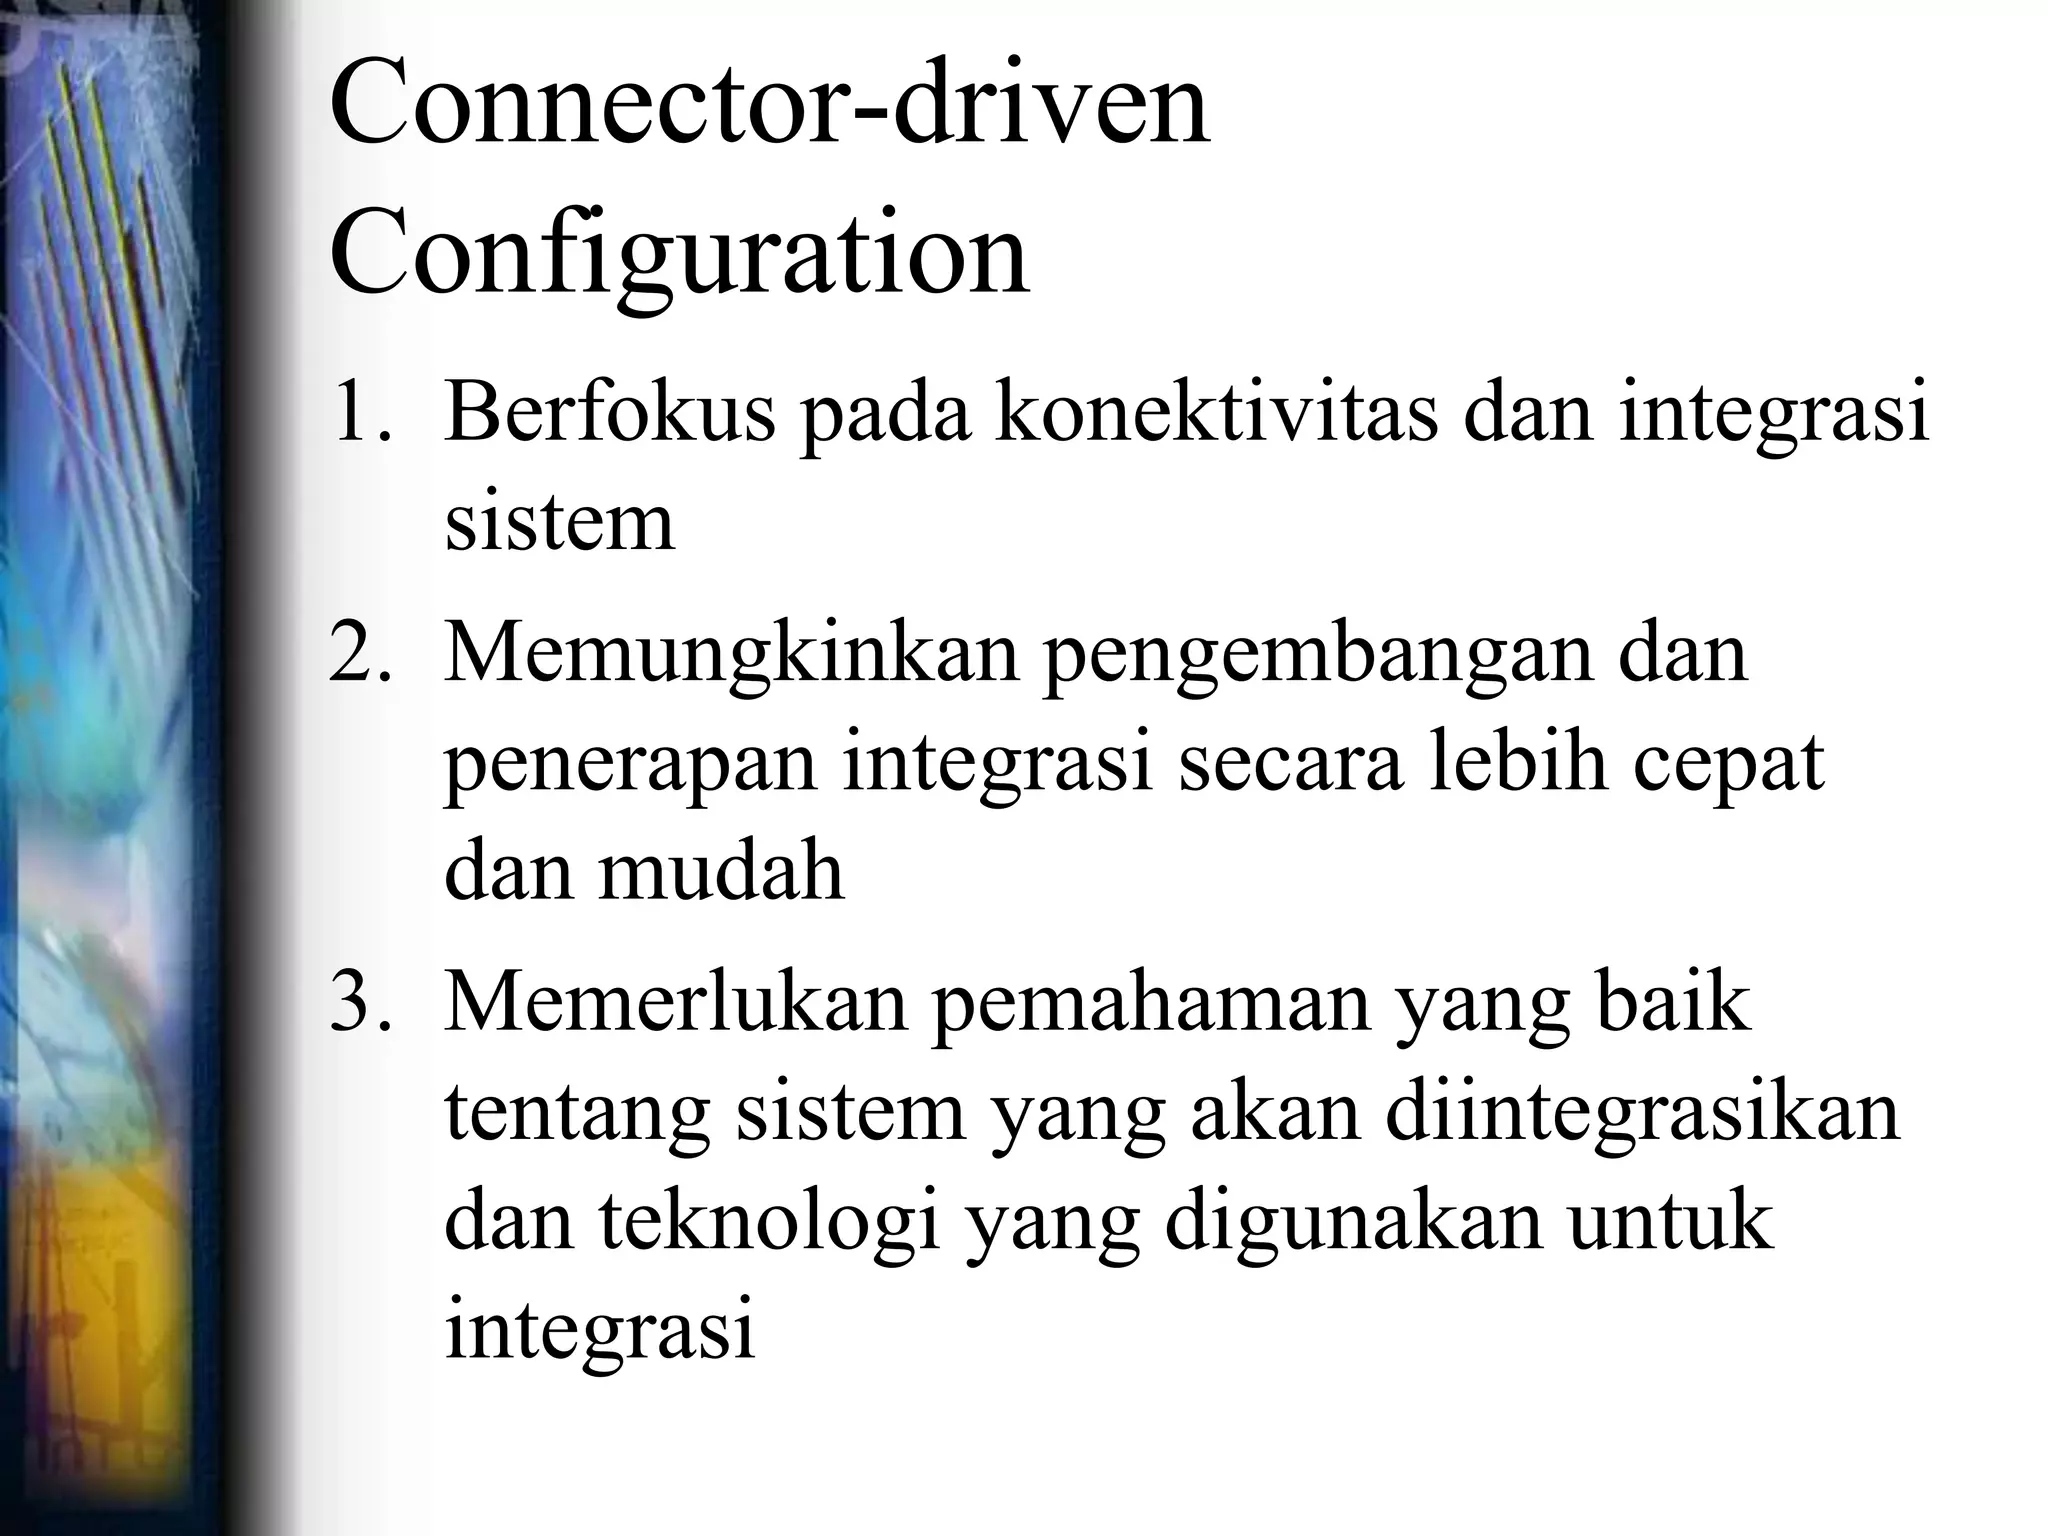 Connector-driven
Configuration
1. Berfokus pada konektivitas dan integrasi
sistem
2. Memungkinkan pengembangan dan
penerapan integrasi secara lebih cepat
dan mudah
3. Memerlukan pemahaman yang baik
tentang sistem yang akan diintegrasikan
dan teknologi yang digunakan untuk
integrasi